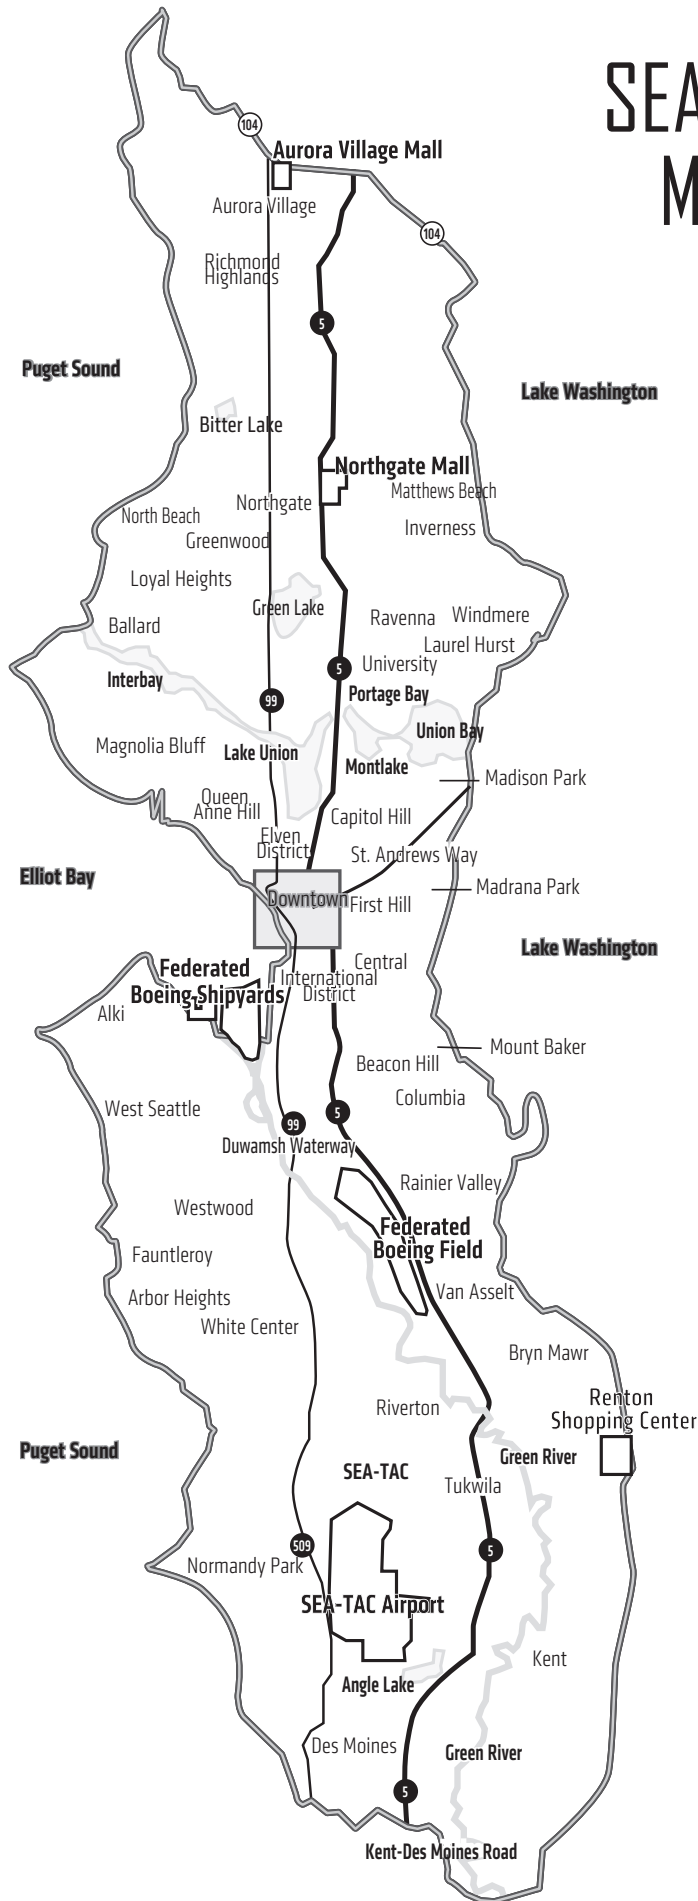 SEA
M
104
Aurora Village Mall
Aurora Village
104
Richmond
Highlands
5
Puget Sound
Lake Washington
Bitter Lake
Northgate Mall
Matthews Beach
Northgate
North Beach
Inverness
Greenwood
Loyal Heights
Green Lake
Ravenna
Windmere
Ballard
Laurel Hurst
University
5
Interbay
Portage Bay
99
Union Bay
Magnolia Bluff
Lake Union
Montlake
Madison Park
Queen
Anne Hill
Capitol Hill
Elven
District
St. Andrews Way
Elliot Bay
Madrana Park
Downtown
First Hill
Lake Washington
Central
Federated
Boeing Shipyards
International
District
Alki
Mount Baker
Beacon Hill
Columbia
West Seattle
5
99
Duwamsh Waterway
Rainier Valley
Westwood
Federated
Boeing Field
Fauntleroy
Van Asselt
Arbor Heights
White Center
Bryn Mawr
Renton
Shopping Center
Riverton
Puget Sound
Green River
SEA-TAC
Tukwila
509
5
Normandy Park
SEA-TAC Airport
Kent
Angle Lake
Des Moines
Green River
5
Kent-Des Moines Road